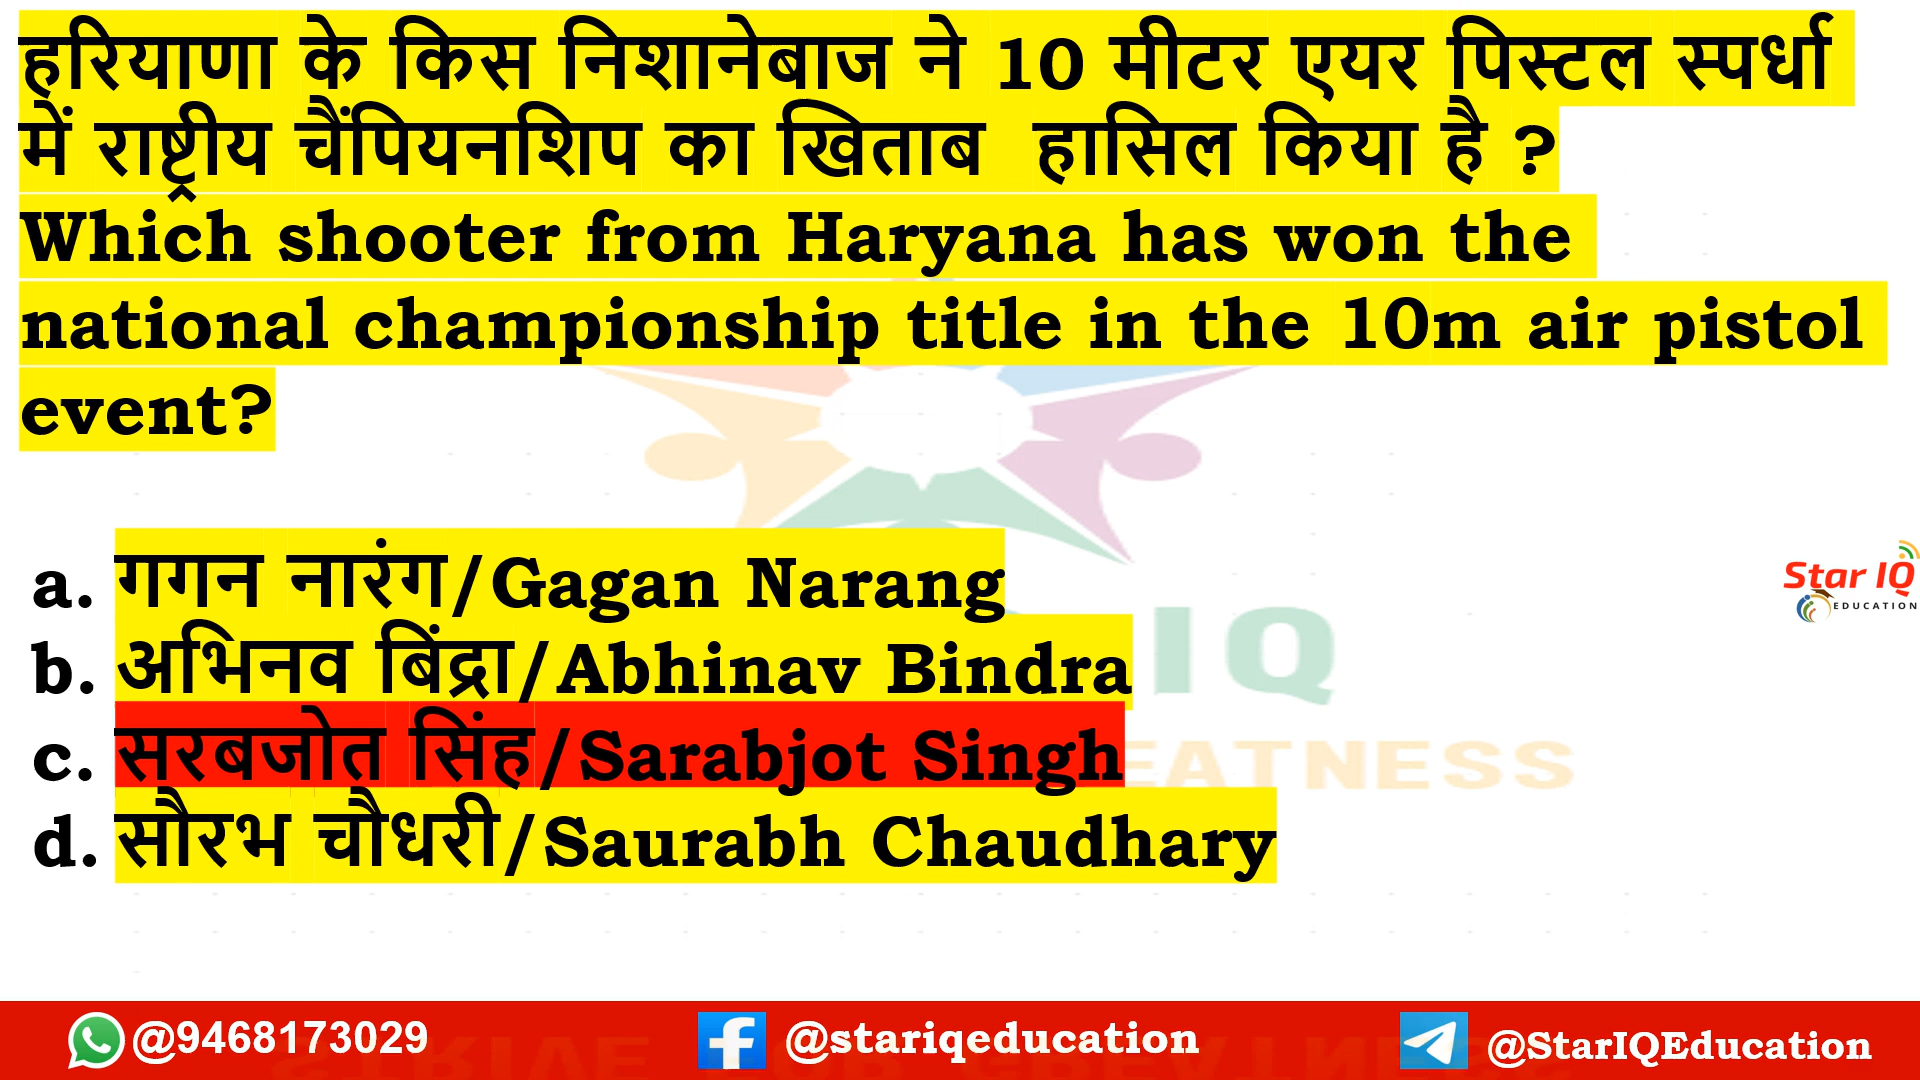 हरियाणा के किस निशानेबाज ने 10 मीटर एयर पिस्टल स्पर्धा
में राष्ट्रीय चैंपियनशिप का खिताब हासिल किया है ?
Which shooter from Haryana has won the
national championship title in the 10m air pistol
event?
a. गगन नारंग/Gagan Narang
b. अभिनव बिंद्रा/Abhinav Bindra
c. सरबजोत सिंह/Sarabjot Singh
d. सौरभ चौधरी/Saurabh Chaudhary
Star IQ
EDUCATION
IQ
EATNESS
@9468173029
@stariqeducation
@StarIQEducation